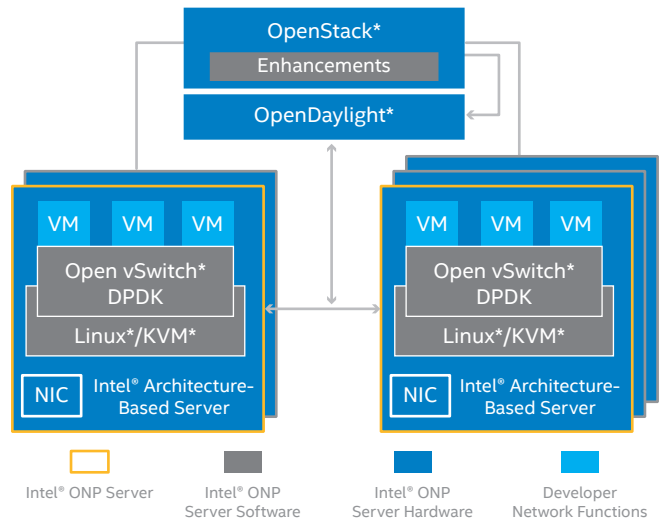 OpenStack*
Enhancements
OpenDaylight*
VM VM VM
Open vSwitch*
DPDK
Linux*/KVM*
NIC
Intel® Architecture-
Based Server
VM VM VM
Open vSwitch*
DPDK
Linux*/KVM*
NIC
Intel® Architecture-
Based Server
Intel® ONP Server
Intel® ONP
Server Software
Intel® ONP
Server Hardware
Developer
Network Functions